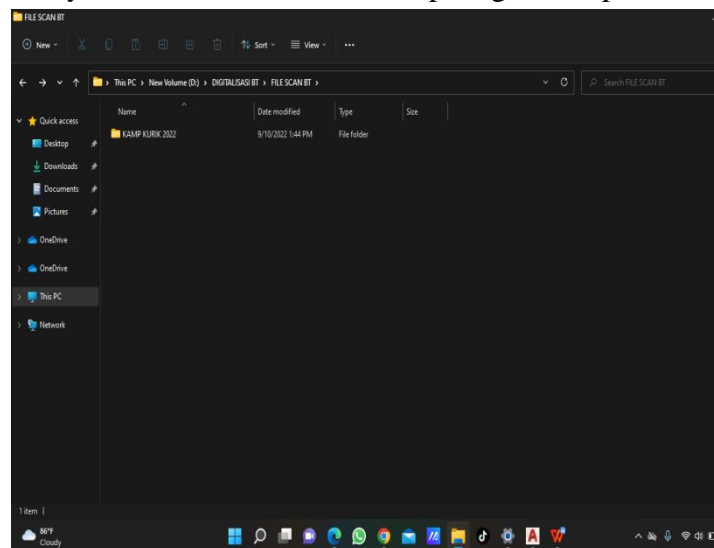 FILE SCAN BT
New
Sort
View
This PC > New Volume (D:) > DIGITALISASI BT > FILE SCAN BT >
Search FILE SCAN BT
Name Date modified Type Size
KAMP KURIK 2022 9/10/2022 1:44 PM File folder
Quick access
Desktop
Downloads
Documents
Pictures
OneDrive
OneDrive
This PC
Network
1 item
86°F
Cloudy